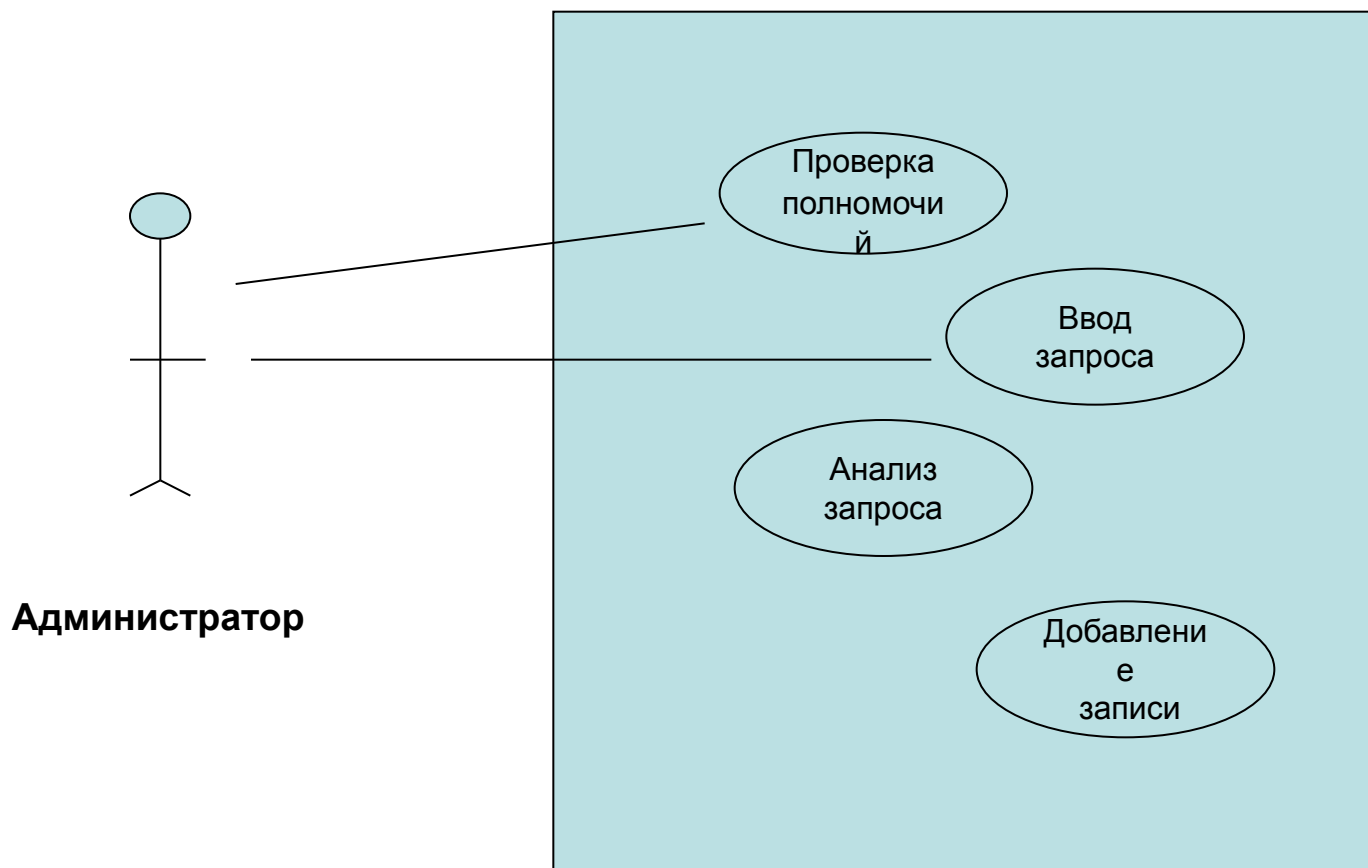 Проверка
полномочи
й
Ввод
запроса
Анализ
запроса
Администратор
Добавлени
е
записи